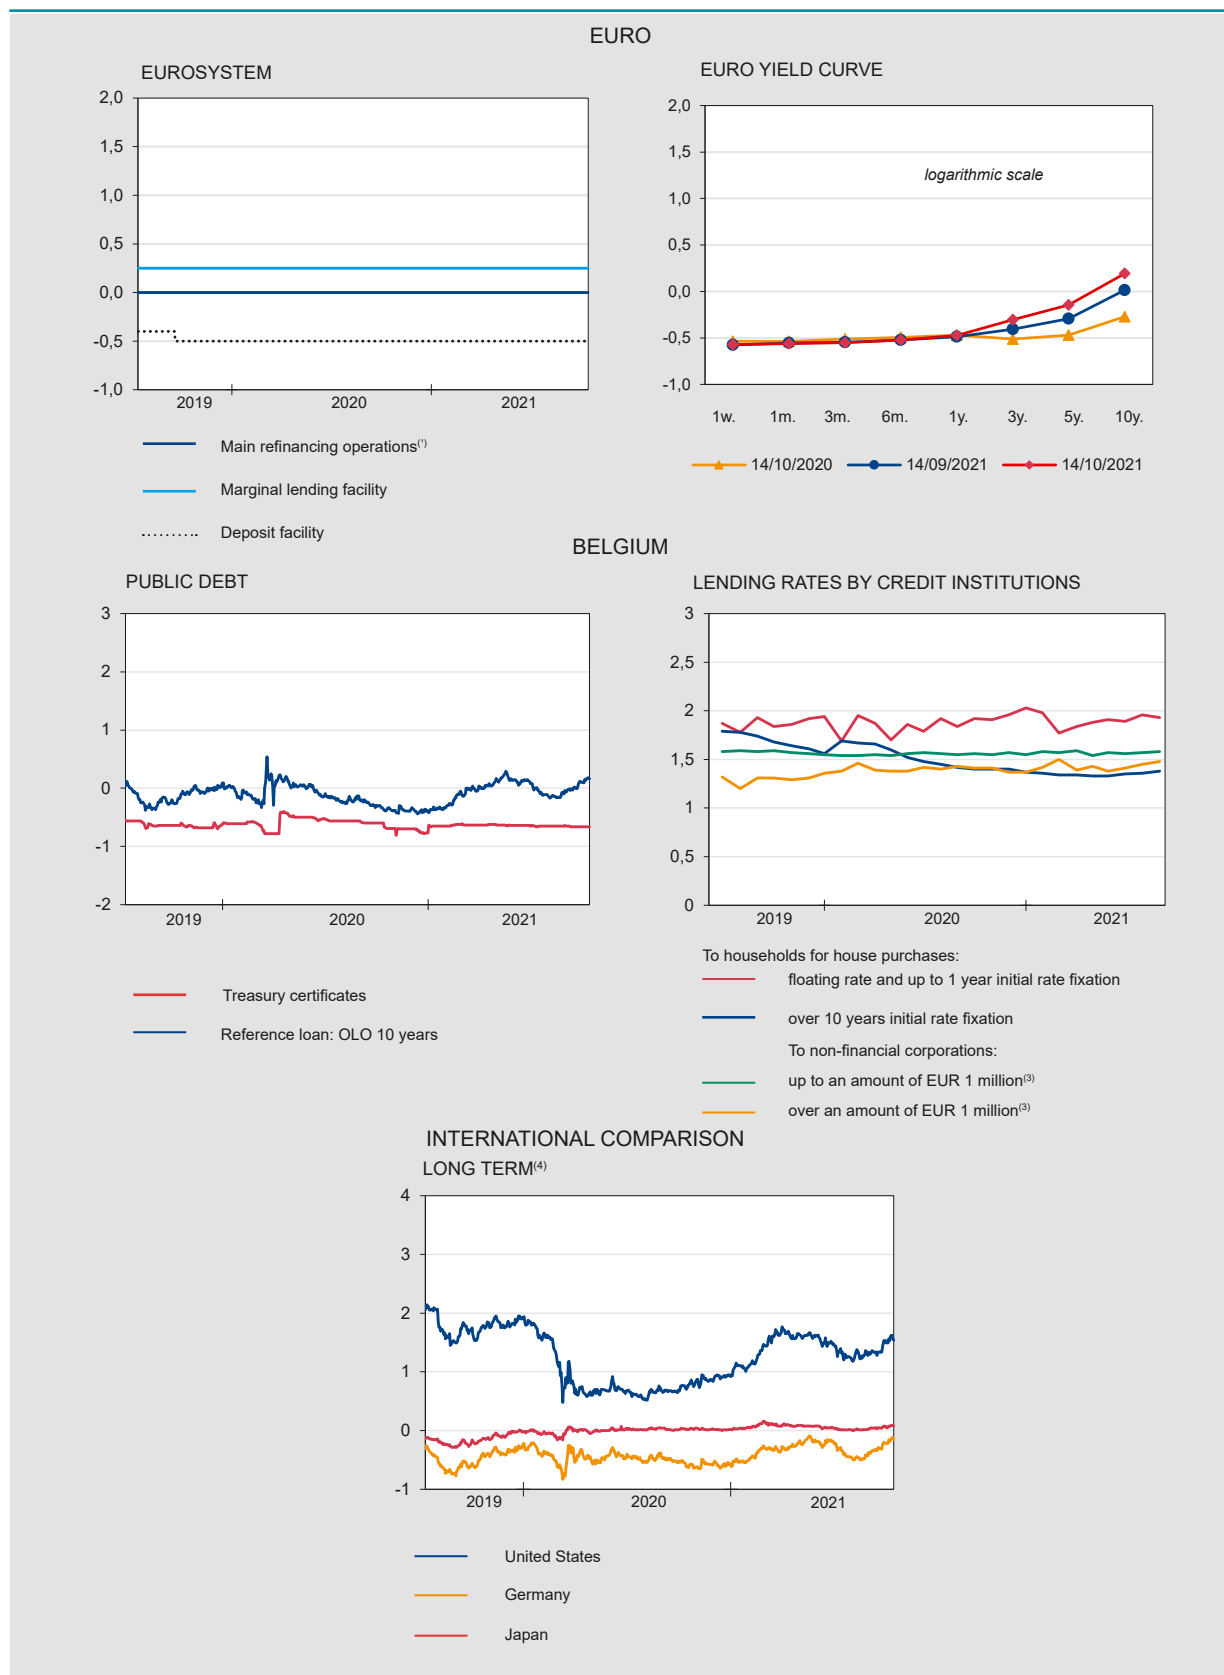 EURO
EUROSYSTEM
2,0
1,5
1,0
0,5
0,0
-0,5
-1,0
2019 2020 2021
Main refinancing operations(¹)
Marginal lending facility
Deposit facility
EURO YIELD CURVE
2,0
1,5
1,0
0,5
0,0
-0,5
-1,0
logarithmic scale
1w. 1m. 3m. 6m. 1y. 3y. 5y. 10y.
14/10/2020 14/09/2021 14/10/2021
BELGIUM
PUBLIC DEBT
3
2
1
0
-1
-2
2019 2020 2021
Treasury certificates
Reference loan: OLO 10 years
LENDING RATES BY CREDIT INSTITUTIONS
3
2,5
2
1,5
1
0,5
0
2019 2020 2021
To households for house purchases:
floating rate and up to 1 year initial rate fixation
over 10 years initial rate fixation
To non-financial corporations:
up to an amount of EUR 1 million(3)
over an amount of EUR 1 million(3)
INTERNATIONAL COMPARISON
LONG TERM(4)
4
3
2
1
0
-1
2019 2020 2021
United States
Germany
Japan